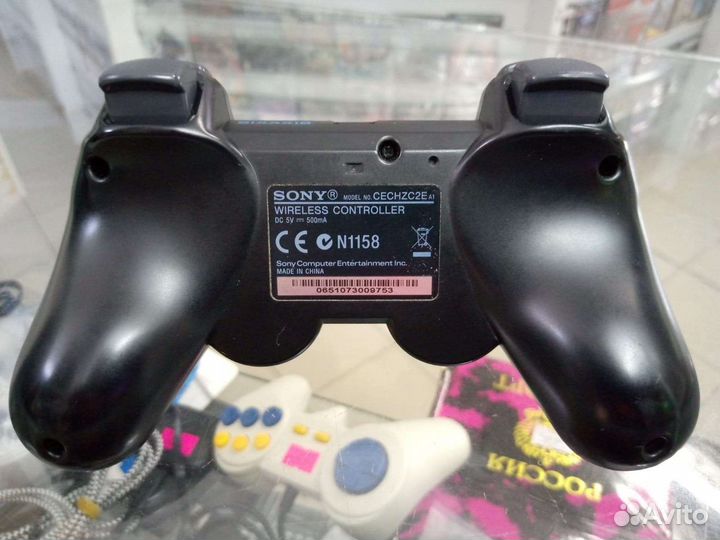 SONY® MODEL NO. CECHZC2E A1
WIRELESS CONTROLLER
DC 5V ⎓ 500mA
CE N1158
Sony Computer Entertainment Inc.
MADE IN CHINA
0651073009753
РОССИЯ
Avito